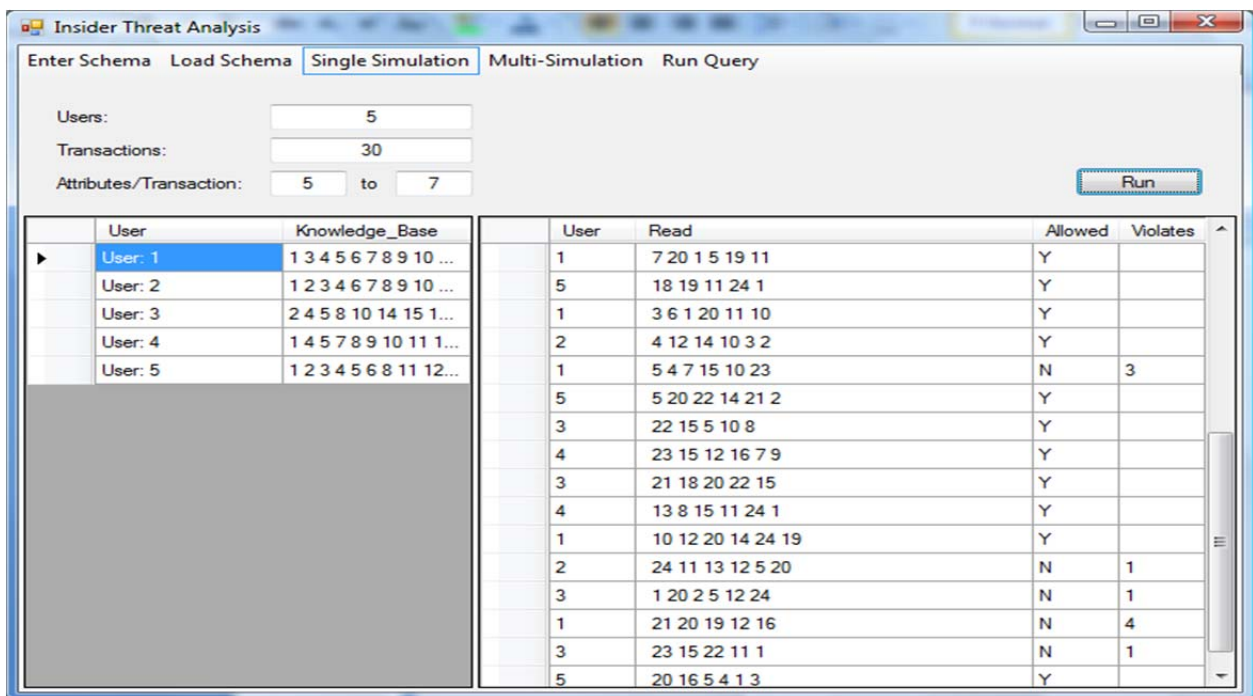 Insider Threat Analysis
Enter Schema Load Schema Single Simulation Multi-Simulation Run Query
Users: 5
Transactions: 30
Attributes/Transaction: 5 to 7
Run
User Knowledge_Base
User: 1 1 3 4 5 6 7 8 9 10 ...
User: 2 1 2 3 4 6 7 8 9 10 ...
User: 3 2 4 5 8 10 14 15 1...
User: 4 1 4 5 7 8 9 10 11 1...
User: 5 1 2 3 4 5 6 8 11 12...
User Read Allowed Violates
1 7 20 1 5 19 11 Y
5 18 19 11 24 1 Y
1 3 6 1 20 11 10 Y
2 4 12 14 10 3 2 Y
1 5 4 7 15 10 23 N 3
5 5 20 22 14 21 2 Y
3 22 15 5 10 8 Y
4 23 15 12 16 7 9 Y
3 21 18 20 22 15 Y
4 13 8 15 11 24 1 Y
1 10 12 20 14 24 19 Y
2 24 11 13 12 5 20 N 1
3 1 20 2 5 12 24 N 1
1 21 20 19 12 16 N 4
3 23 15 22 11 1 N 1
5 20 16 5 4 1 3 Y